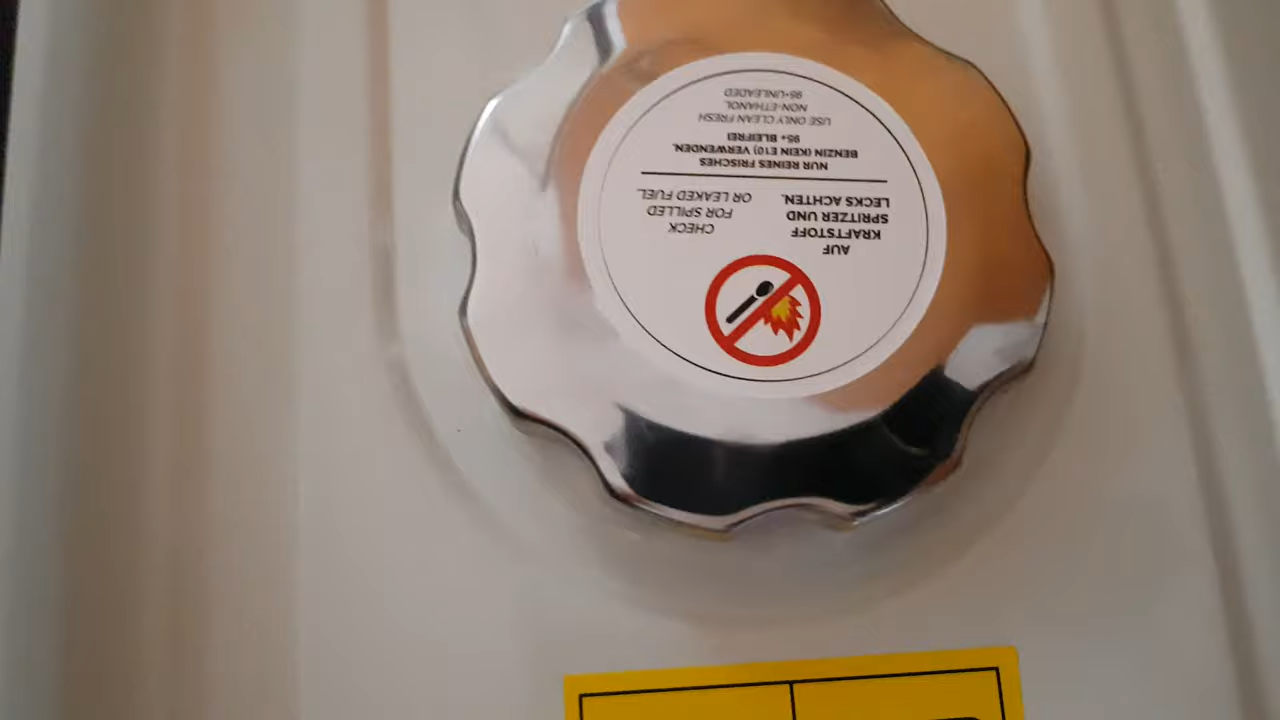 AUF
KRAFTSTOFF
SPRITZER UND
LECKS ACHTEN.
CHECK
FOR SPILLED
OR LEAKED FUEL.
NUR REINES FRISCHES
BENZIN (KEIN E10) VERWENDEN.
95+ BLEIFREI
USE ONLY CLEAN FRESH
NON-ETHANOL
95+UNLEADED